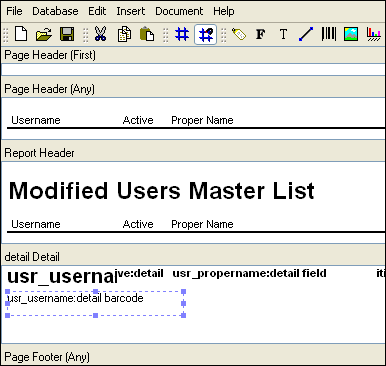 File Database Edit Insert Document Help
F T
Page Header (First)
Page Header (Any)
Username Active Proper Name
Report Header
Modified Users Master List
Username Active Proper Name
detail Detail
usr_usernai ve:detail usr_propername:detail field iti
usr_username:detail barcode
Page Footer (Any)